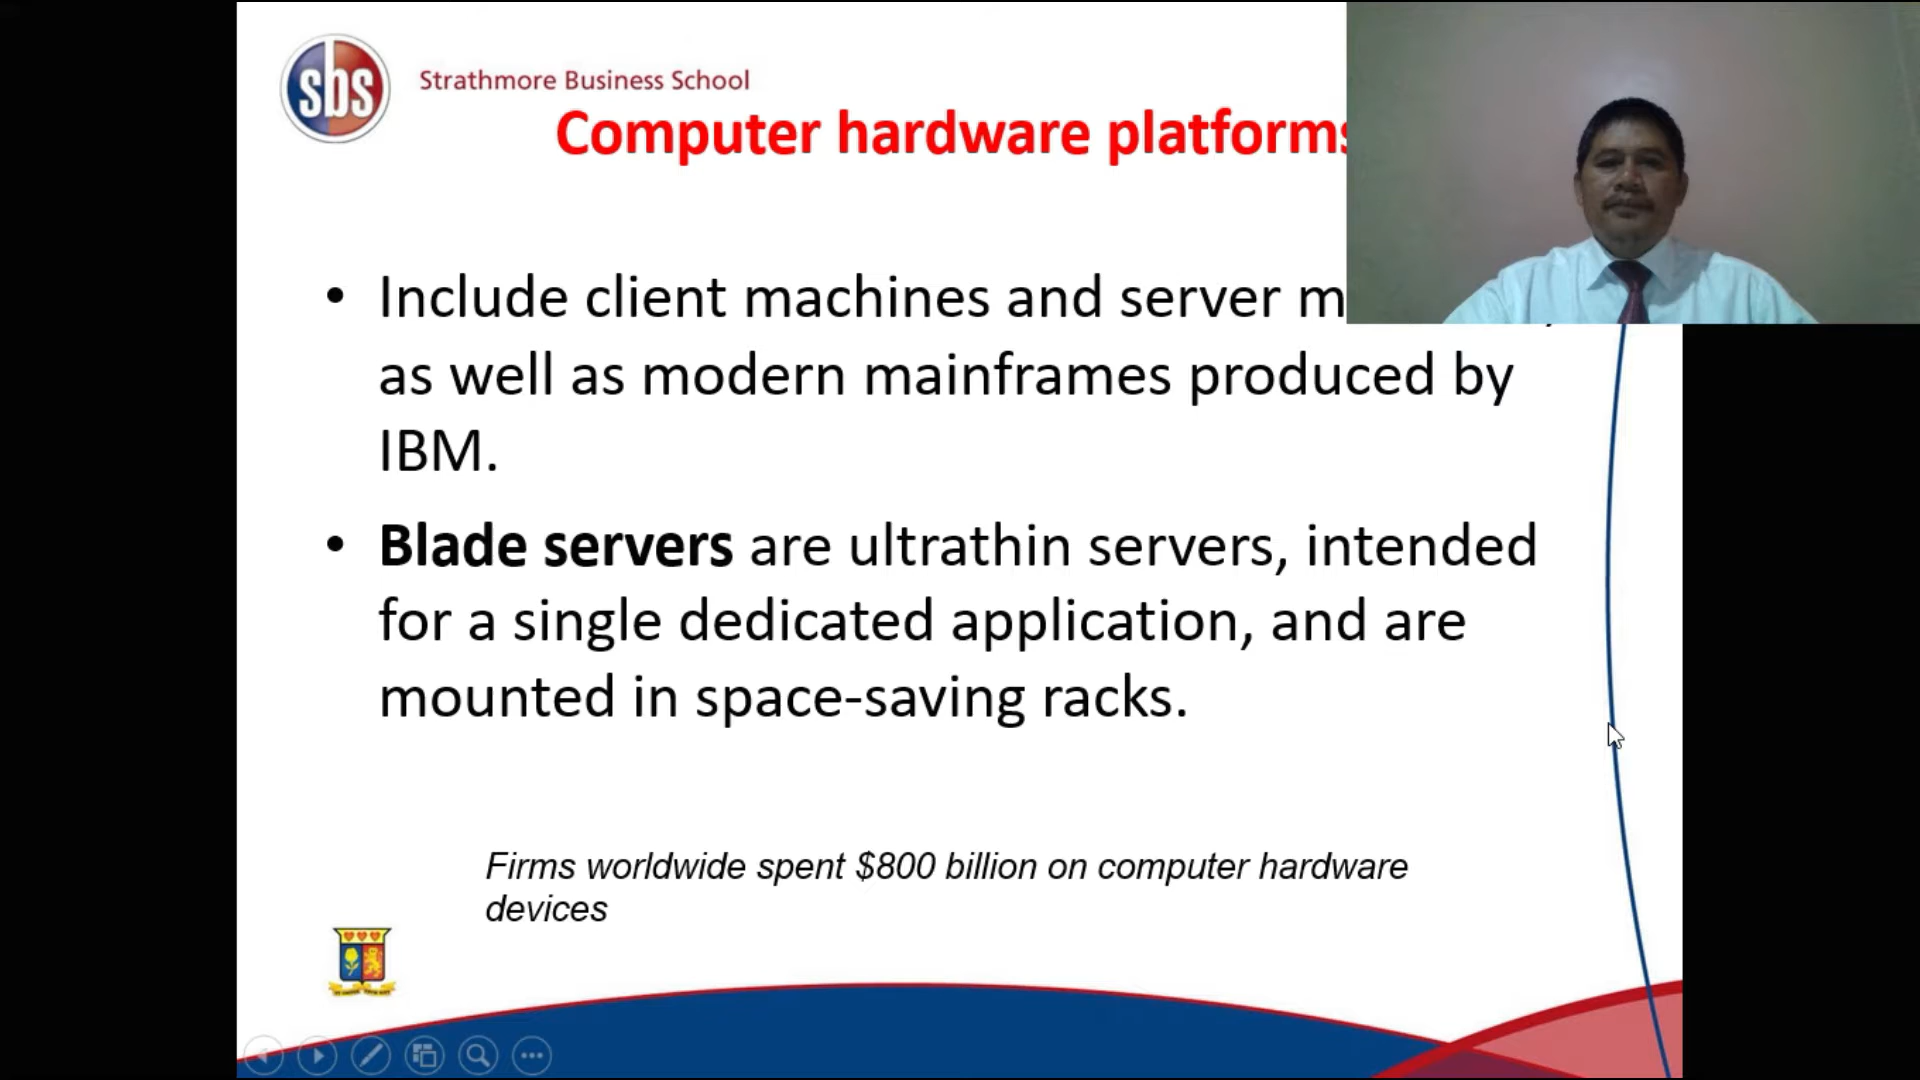 sbs
Strathmore Business School
Computer hardware platforms
• Include client machines and server
as well as modern mainframes produced by
IBM.
• Blade servers are ultrathin servers, intended
for a single dedicated application, and are
mounted in space-saving racks.
Firms worldwide spent $800 billion on computer hardware
devices